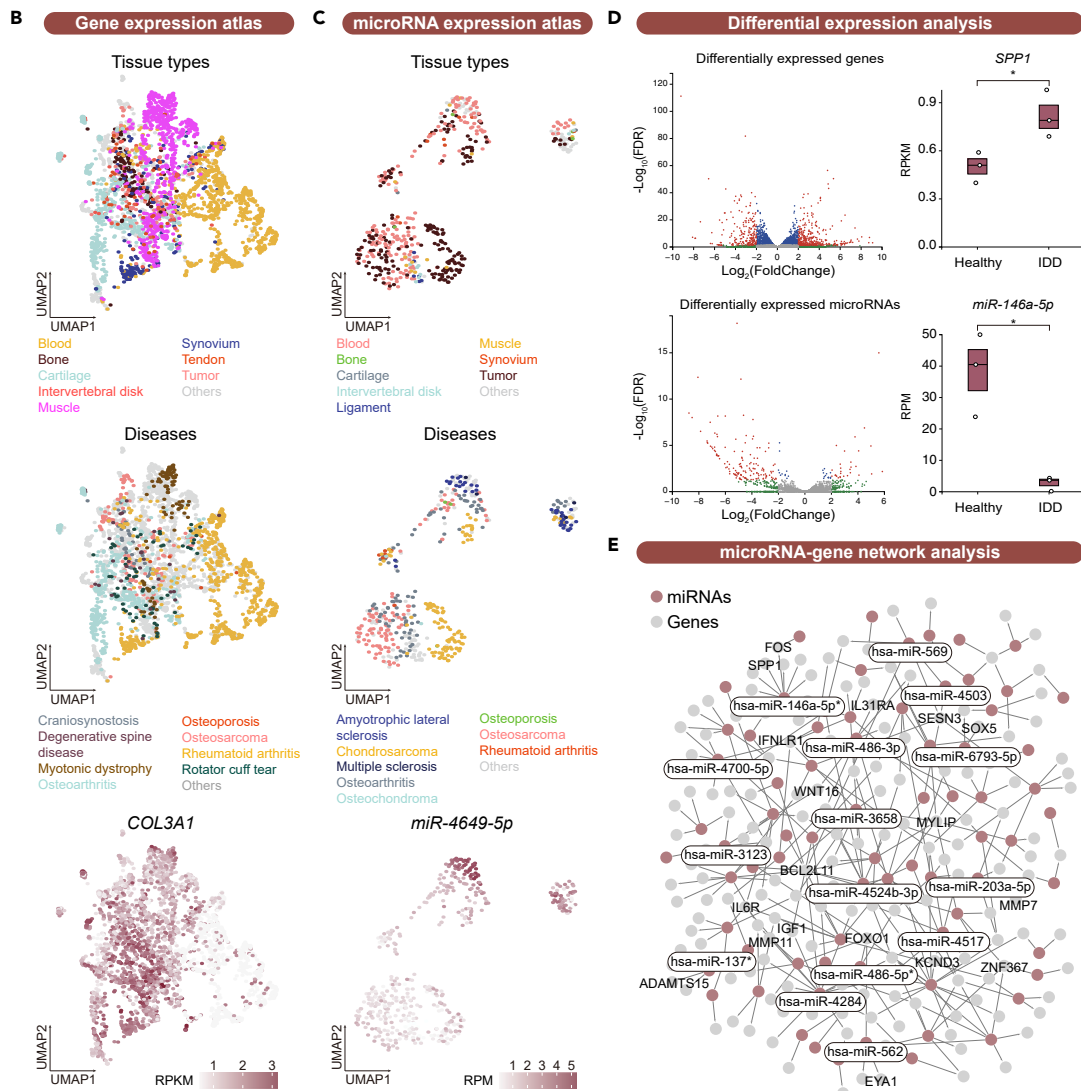 B
Gene expression atlas
Tissue types
UMAP2
UMAP1
Blood
Bone
Cartilage
Intervertebral disk
Muscle
Synovium
Tendon
Tumor
Others
Diseases
UMAP2
UMAP1
Craniosynostosis
Degenerative spine
disease
Myotonic dystrophy
Osteoarthritis
Osteoporosis
Osteosarcoma
Rheumatoid arthritis
Rotator cuff tear
Others
COL3A1
UMAP2
UMAP1
RPKM
1 2 3
C
microRNA expression atlas
Tissue types
UMAP2
UMAP1
Blood
Bone
Cartilage
Intervertebral disk
Ligament
Muscle
Synovium
Tumor
Others
Diseases
UMAP2
UMAP1
Amyotrophic lateral
sclerosis
Chondrosarcoma
Multiple sclerosis
Osteoarthritis
Osteochondroma
Osteoporosis
Osteosarcoma
Rheumatoid arthritis
Others
miR-4649-5p
UMAP2
UMAP1
RPM
1 2 3 4 5
D
Differential expression analysis
Differentially expressed genes
-Log10(FDR)
120
110
100
90
80
70
60
50
40
30
20
10
0
−10 −8 −6 −4 −2 0 2 4 6 8 10
Log2(FoldChange)
SPP1
*
RPKM
0.9
0.6
0.3
0.0
Healthy IDD
Differentially expressed microRNAs
-Log10(FDR)
15
10
5
0
−10 −8 −6 −4 −2 0 2 4 6
Log2(FoldChange)
miR-146a-5p
*
RPM
50
40
30
20
10
0
Healthy IDD
E
microRNA-gene network analysis
miRNAs
Genes
FOS
SPP1
hsa-miR-569
hsa-miR-146a-5p*
IL31RA
hsa-miR-4503
SESN3
SOX5
IFNLR1
hsa-miR-486-3p
hsa-miR-6793-5p
hsa-miR-4700-5p
WNT16
hsa-miR-3658
MYLIP
hsa-miR-3123
BCL2L11
hsa-miR-4524b-3p
hsa-miR-203a-5p
MMP7
IL6R
IGF1
MMP11
FOXO1
hsa-miR-4517
hsa-miR-137*
KCND3
ZNF367
ADAMTS15
hsa-miR-486-5p*
hsa-miR-4284
hsa-miR-562
EYA1